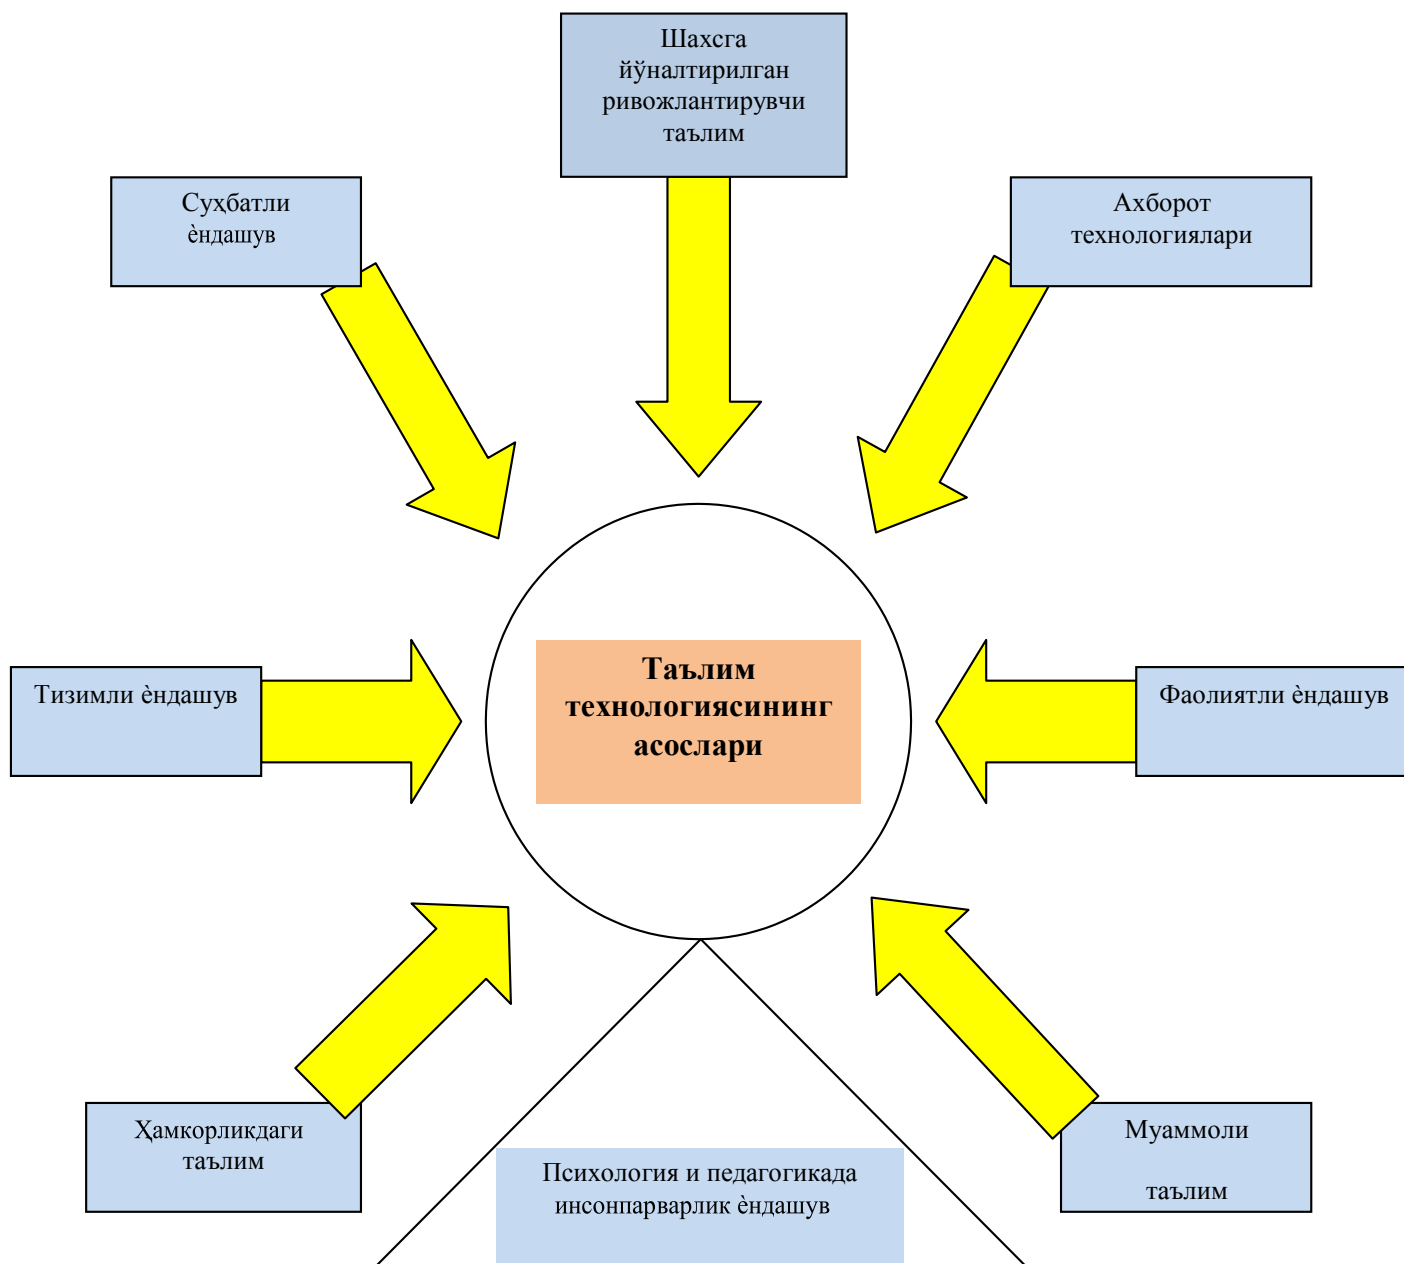 Шахсга
йўналтирилган
ривожлантирувчи
таълим
Суҳбатли
ѐндашув
Ахборот
технологиялари
Таълим
технологиясининг
асослари
Тизимли ѐндашув
Фаолиятли ѐндашув
Ҳамкорликдаги
таълим
Психология и педагогикада
инсонпарварлик ѐндашув
Муаммоли
таълим